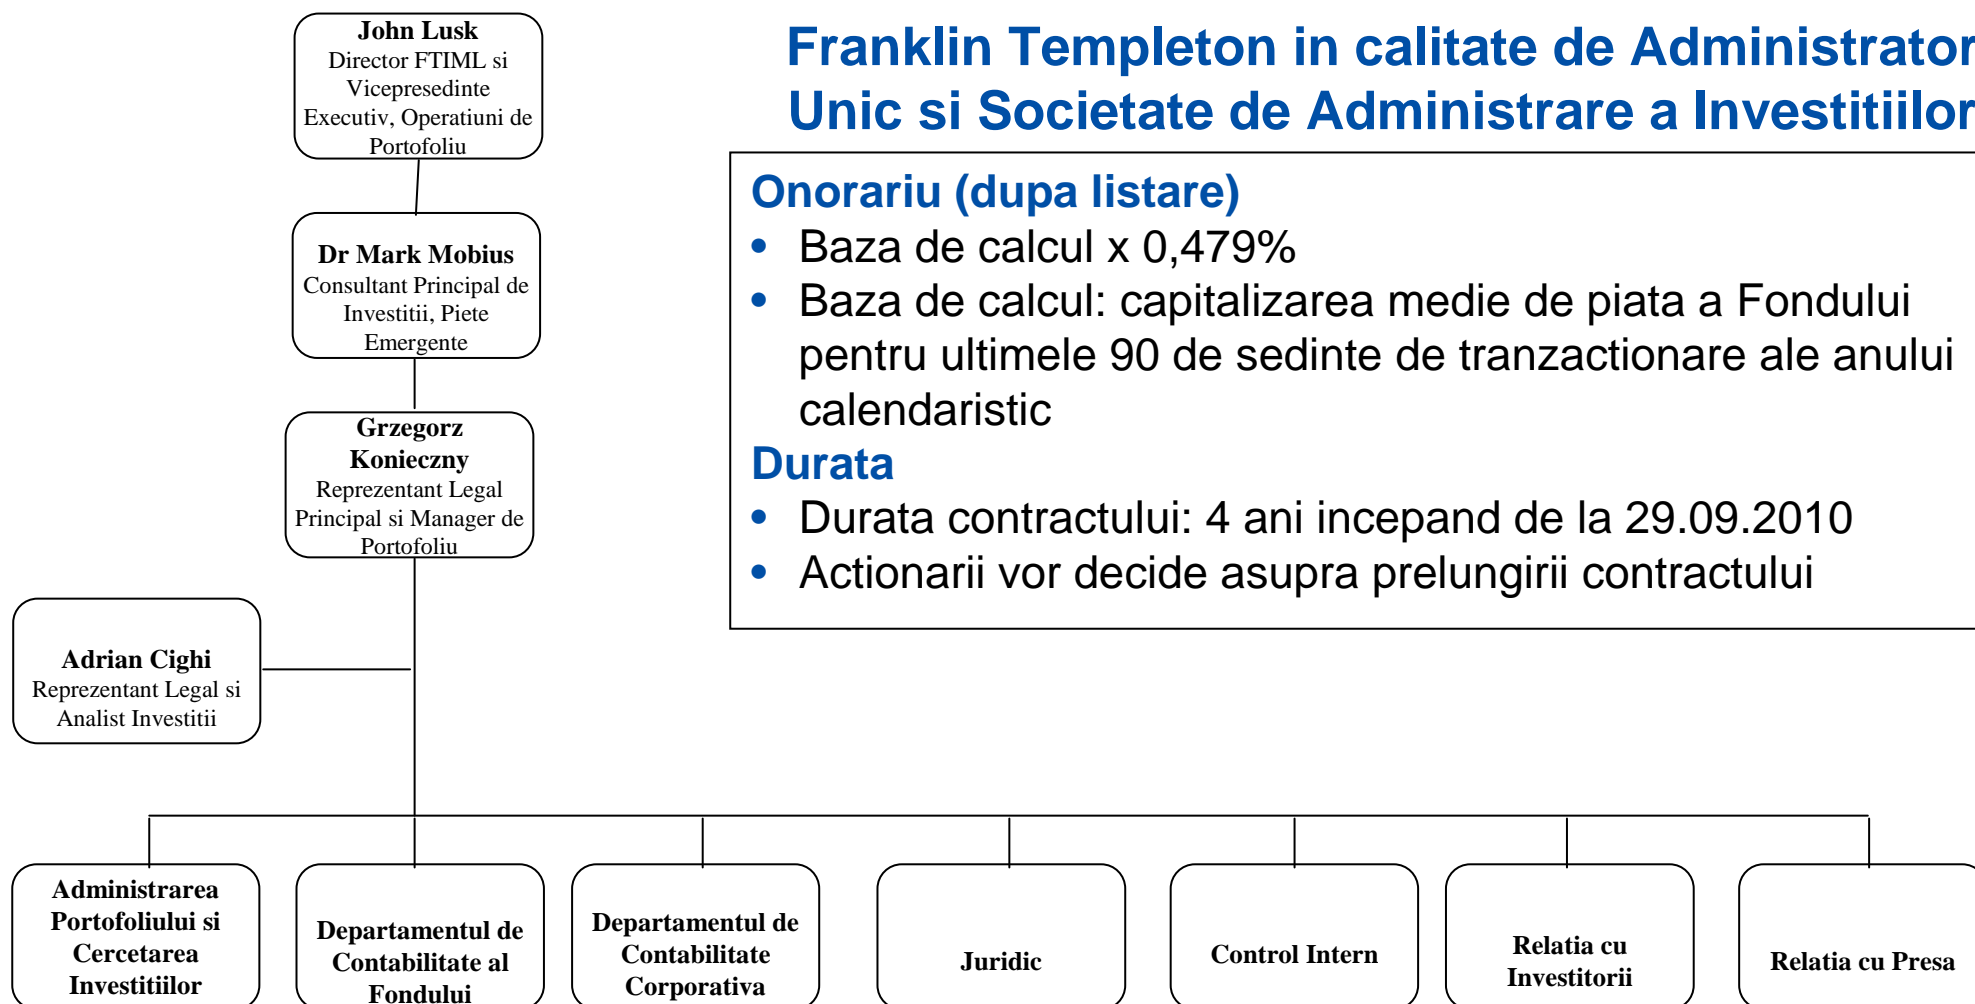 John Lusk
Director FTIML si
Vicepresedinte
Executiv, Operatiuni de
Portofoliu
Franklin Templeton in calitate de Administrator
Unic si Societate de Administrare a Investitiilor
Onorariu (dupa listare)
• Baza de calcul x 0,479%
• Baza de calcul: capitalizarea medie de piata a Fondului
pentru ultimele 90 de sedinte de tranzactionare ale anului
calendaristic
Durata
• Durata contractului: 4 ani incepand de la 29.09.2010
• Actionarii vor decide asupra prelungirii contractului
Dr Mark Mobius
Consultant Principal de
Investitii, Piete
Emergente
Grzegorz
Konieczny
Reprezentant Legal
Principal si Manager de
Portofoliu
Adrian Cighi
Reprezentant Legal si
Analist Investitii
Administrarea
Portofoliului si
Cercetarea
Investitiilor
Departamentul de
Contabilitate al
Fondului
Departamentul de
Contabilitate
Corporativa
Juridic
Control Intern
Relatia cu
Investitorii
Relatia cu Presa